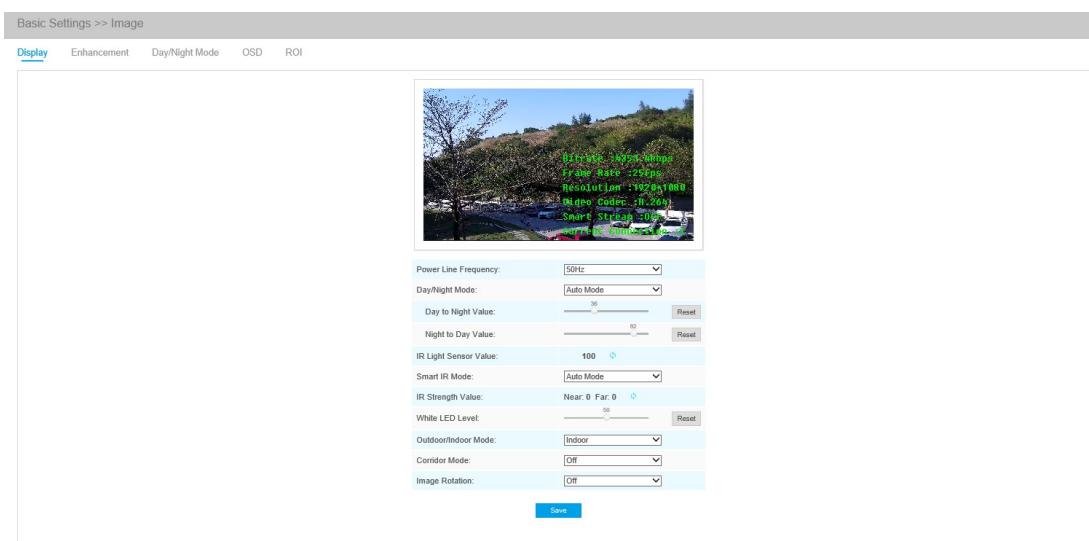 Basic Settings >> Image
Display Enhancement Day/Night Mode OSD ROI
Frame Rate :25fps
Resolution :1920*1080
Video Codec :H.264
Smart Stream :Off
Power Line Frequency: 50Hz
Day/Night Mode: Auto Mode
36
Day to Night Value: Reset
82
Night to Day Value: Reset
IR Light Sensor Value: 100
Smart IR Mode: Auto Mode
IR Strength Value: Near: 0 Far: 0
White LED Level: Reset
Outdoor/Indoor Mode: Indoor
Corridor Mode: Off
Image Rotation: Off
Save